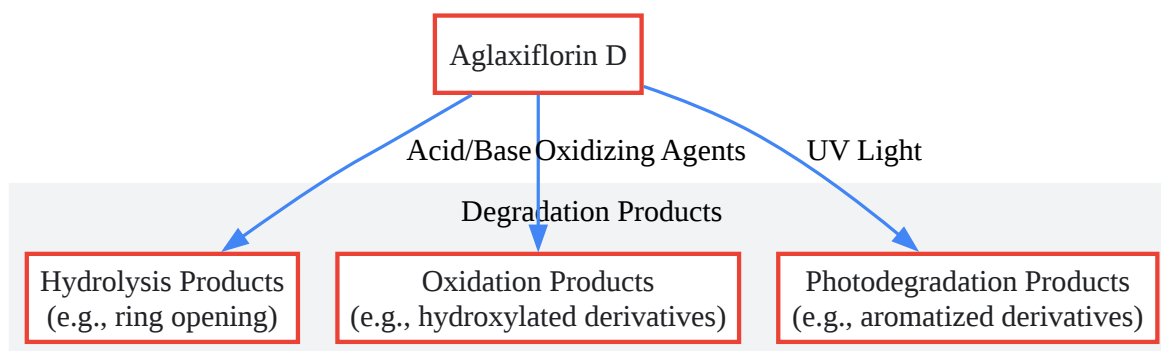 Aglaxiflorin D
Acid/Base
Oxidizing Agents
UV Light
Degradation Products
Hydrolysis Products
(e.g., ring opening)
Oxidation Products
(e.g., hydroxylated derivatives)
Photodegradation Products
(e.g., aromatized derivatives)